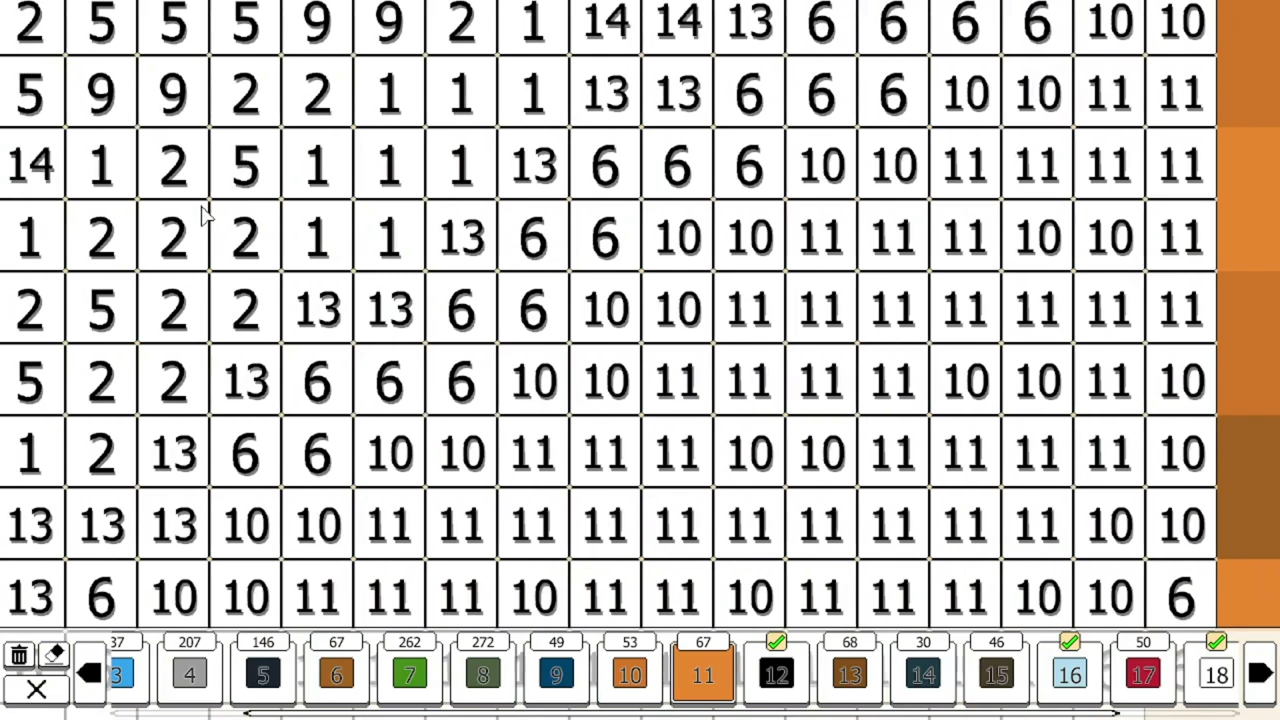 2 5 5 5 9 9 2 1 14 14 13 6 6 6 6 10 10
5 9 9 2 2 1 1 1 13 13 6 6 6 10 10 11 11
14 1 2 5 1 1 1 13 6 6 6 10 10 11 11 11 11
1 2 2 2 1 1 13 6 6 10 10 11 11 11 10 10 11
2 5 2 2 13 13 6 6 10 10 11 11 11 11 11 11 11
5 2 2 13 6 6 6 10 10 11 11 11 11 10 10 11 10
1 2 13 6 6 10 10 11 11 11 10 10 11 11 11 11 10
13 13 13 10 10 11 11 11 11 11 11 11 11 11 11 10 10
13 6 10 10 11 11 11 10 11 11 10 11 11 11 10 10 6
37 207 146 67 262 272 49 53 67 68 30 46 50
3 4 5 6 7 8 9 10 11 12 13 14 15 16 17 18